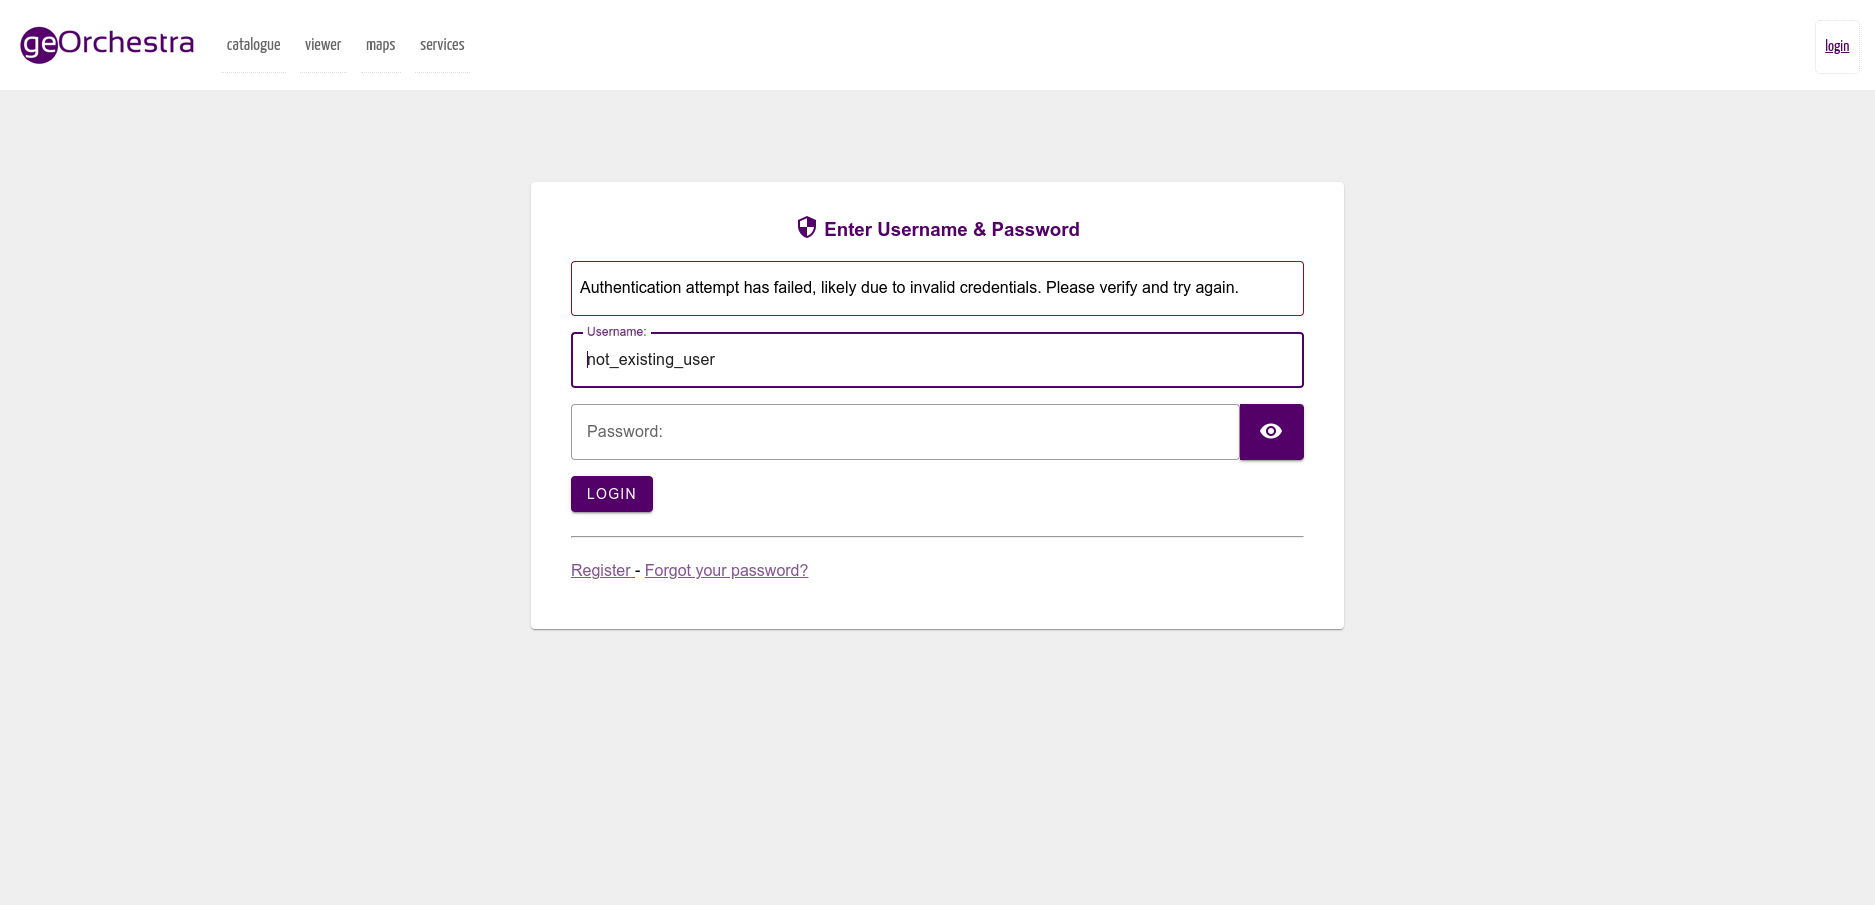 geOrchestra catalogue viewer maps services login
Enter Username & Password
Authentication attempt has failed, likely due to invalid credentials. Please verify and try again.
Username:
not_existing_user
Password:
LOGIN
Register - Forgot your password?